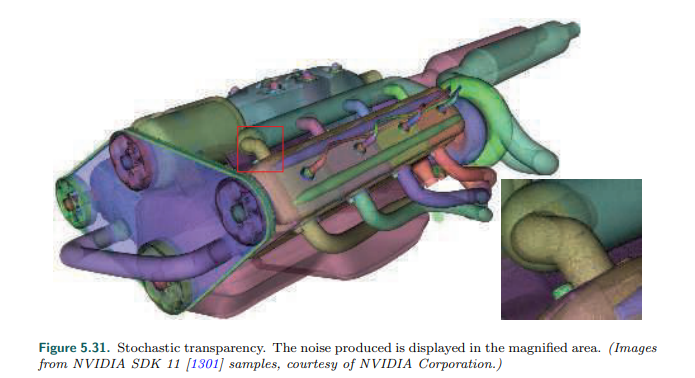 Figure 5.31. Stochastic transparency. The noise produced is displayed in the magnified area. (Images
from NVIDIA SDK 11 [1301] samples, courtesy of NVIDIA Corporation.)